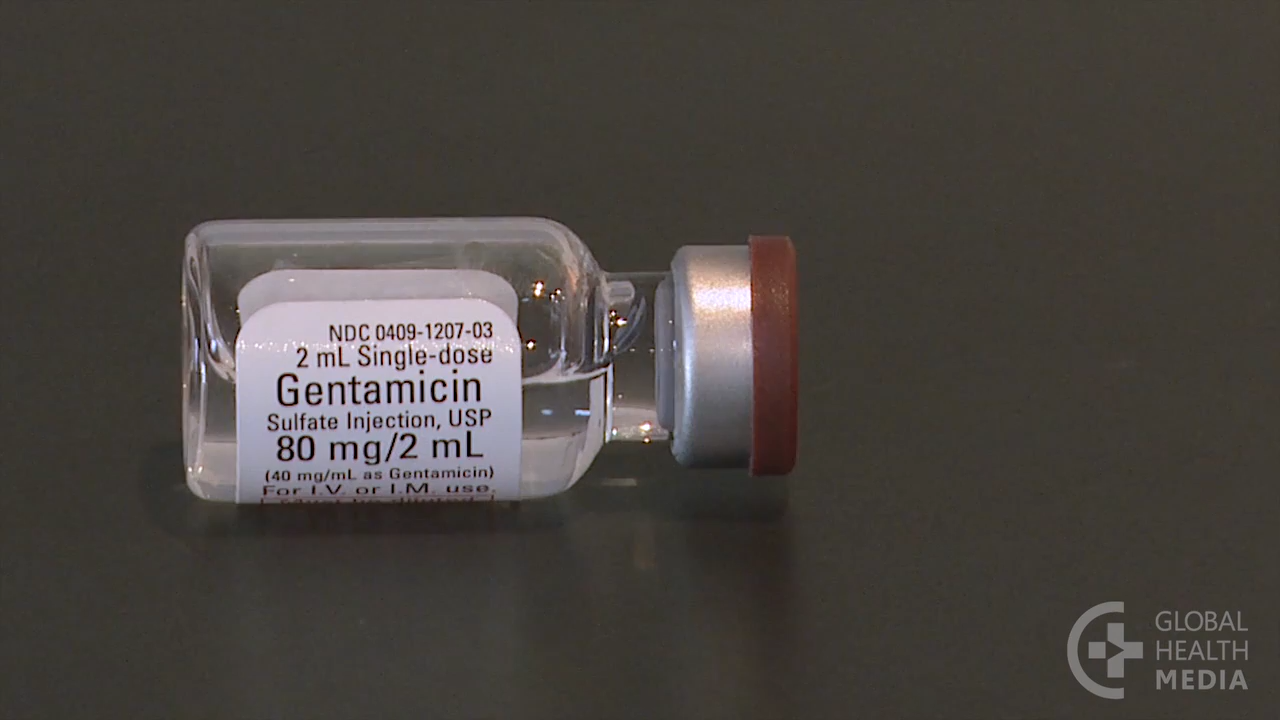 NDC 0409-1207-03
2 mL Single-dose
Gentamicin
Sulfate Injection, USP
80 mg/2 mL
(40 mg/mL as Gentamicin)
For I.V. or I.M. use.
GLOBAL
HEALTH
MEDIA